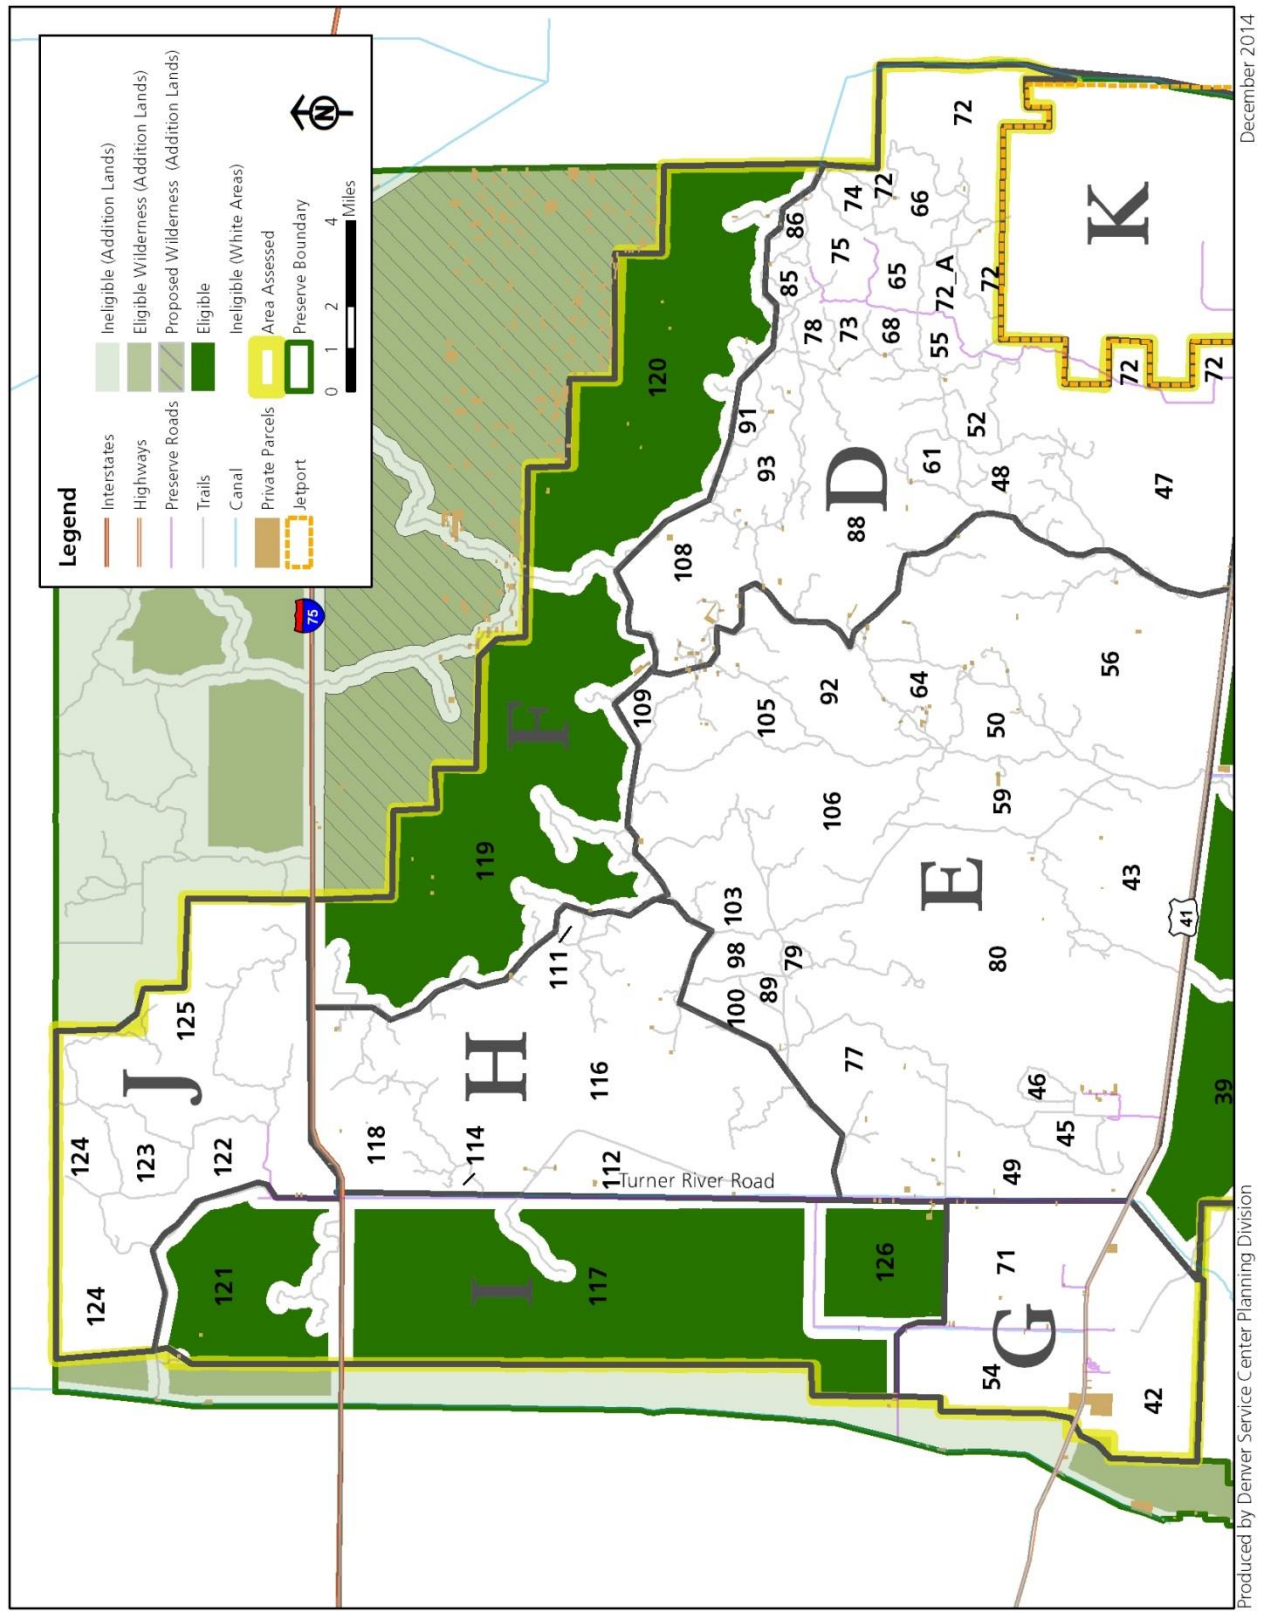 Legend
Interstates
Highways
Preserve Roads
Trails
Canal
Private Parcels
Jetport
Ineligible (Addition Lands)
Eligible Wilderness (Addition Lands)
Proposed Wilderness (Addition Lands)
Eligible
Ineligible (White Areas)
Area Assessed
Preserve Boundary
N
0 1 2 4
Miles
124
124
123
J
125
122
121
75
118
114
H
I
117
112
116
111
119
F
120
Turner River Road
109
108
100
98
103
89
79
105
91
93
86
85
78
75
74
77
106
92
88
D
73
72
126
68
65
66
64
61
55
72_A
72
54
G
71
49
E
80
59
50
48
52
72
46
45
42
43
56
47
72
72
K
41
39
Produced by Denver Service Center Planning Division
December 2014